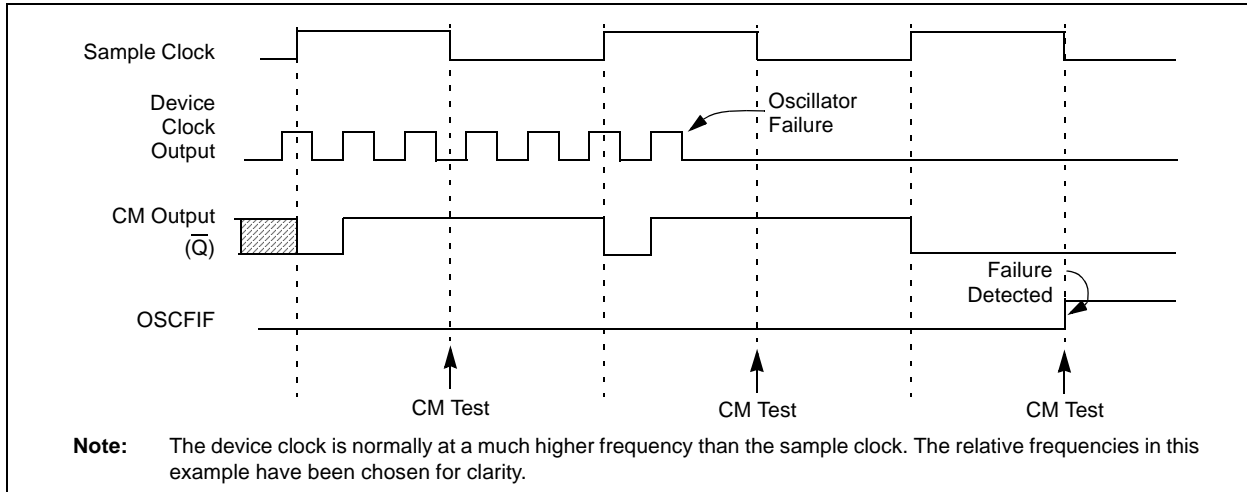 Sample Clock
Device
Clock
Output
Oscillator
Failure
CM Output
(Q̅)
Failure
Detected
OSCFIF
CM Test
CM Test
CM Test
Note: The device clock is normally at a much higher frequency than the sample clock. The relative frequencies in this
example have been chosen for clarity.